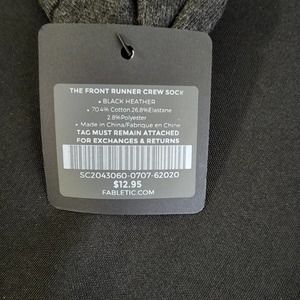 THE FRONT RUNNER CREW SOCK
• BLACK HEATHER
• 70.4% Cotton 26.8% Elastane
2.8% Polyester
• Made in China/Fabrique en Chine
TAG MUST REMAIN ATTACHED
FOR EXCHANGES & RETURNS
SC2043060-0707-62020
$12.95
FABLETIC.COM